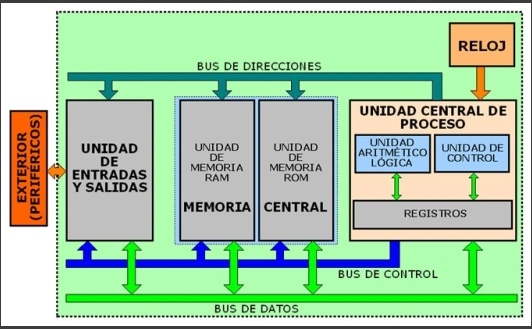 RELOJ
BUS DE DIRECCIONES
EXTERIOR
(PERIFÉRICOS)
UNIDAD
DE
ENTRADAS
Y SALIDAS
UNIDAD
DE
MEMORIA
RAM
MEMORIA
UNIDAD
DE
MEMORIA
ROM
CENTRAL
UNIDAD CENTRAL DE
PROCESO
UNIDAD
ARITMÉTICO
LÓGICA
UNIDAD DE
CONTROL
REGISTROS
BUS DE CONTROL
BUS DE DATOS